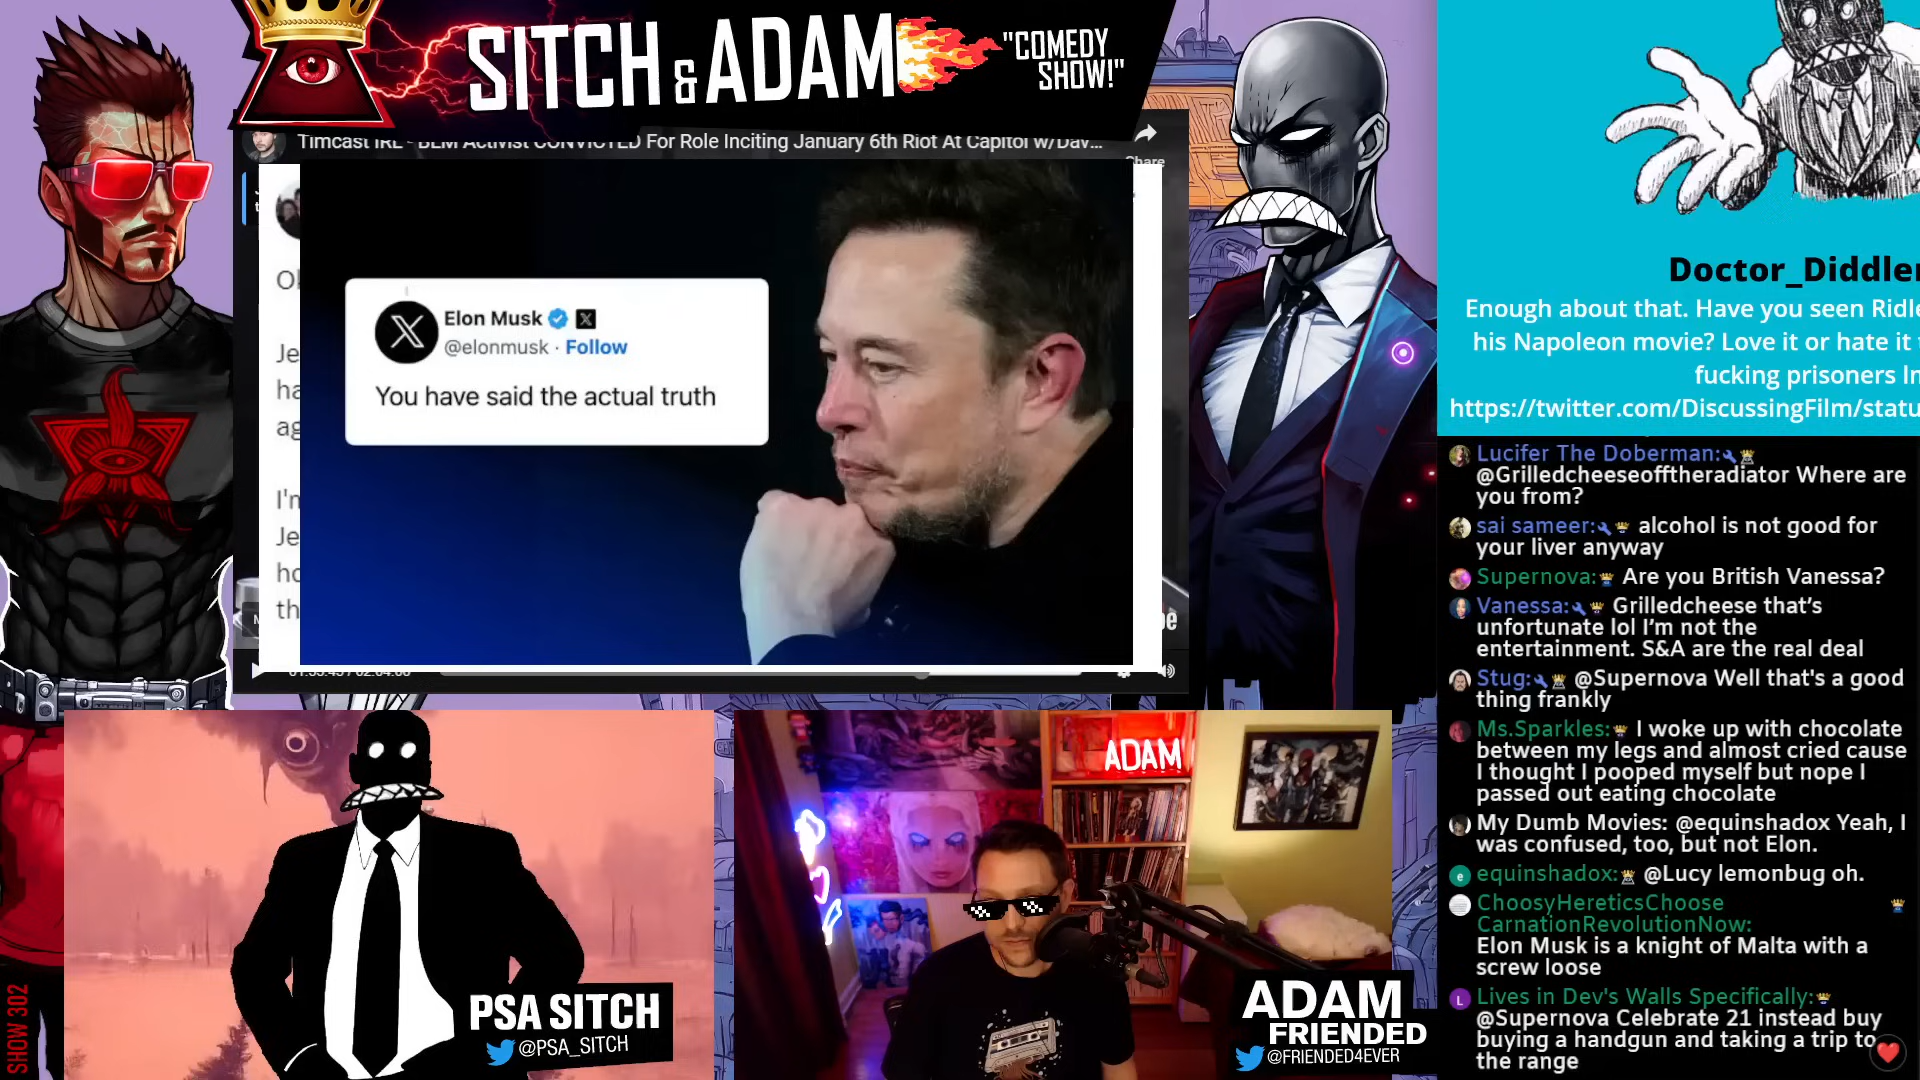 SITCH & ADAM
"COMEDY
SHOW!"
Timcast IRL - BLM Activist CONVICTED For Role Inciting January 6th Riot At Capitol w/Dav...
Share
Elon Musk
@elonmusk · Follow
You have said the actual truth
Je
ha
ag
I'm
Je
ho
th
ADAM
PSA SITCH
@PSA_SITCH
ADAM
FRIENDED
@FRIENDED4EVER
SHOW 302
Doctor_Diddler
Enough about that. Have you seen Ridle
his Napoleon movie? Love it or hate it
fucking prisoners
https://twitter.com/DiscussingFilm/statu
Lucifer The Doberman:
@Grilledcheeseofftheradiator Where are
you from?
sai sameer: alcohol is not good for
your liver anyway
Supernova: Are you British Vanessa?
Vanessa: Grilledcheese that's
unfortunate lol I'm not the
entertainment. S&A are the real deal
Stug: @Supernova Well that's a good
thing frankly
Ms.Sparkles: I woke up with chocolate
between my legs and almost cried cause
I thought I pooped myself but nope I
passed out eating chocolate
My Dumb Movies: @equinshadox Yeah, I
was confused, too, but not Elon.
e
equinshadox: @Lucy lemonbug oh.
ChoosyHereticsChoose
CarnationRevolutionNow:
Elon Musk is a knight of Malta with a
screw loose
L
Lives in Dev's Walls Specifically:
@Supernova Celebrate 21 instead buy
buying a handgun and taking a trip to
the range